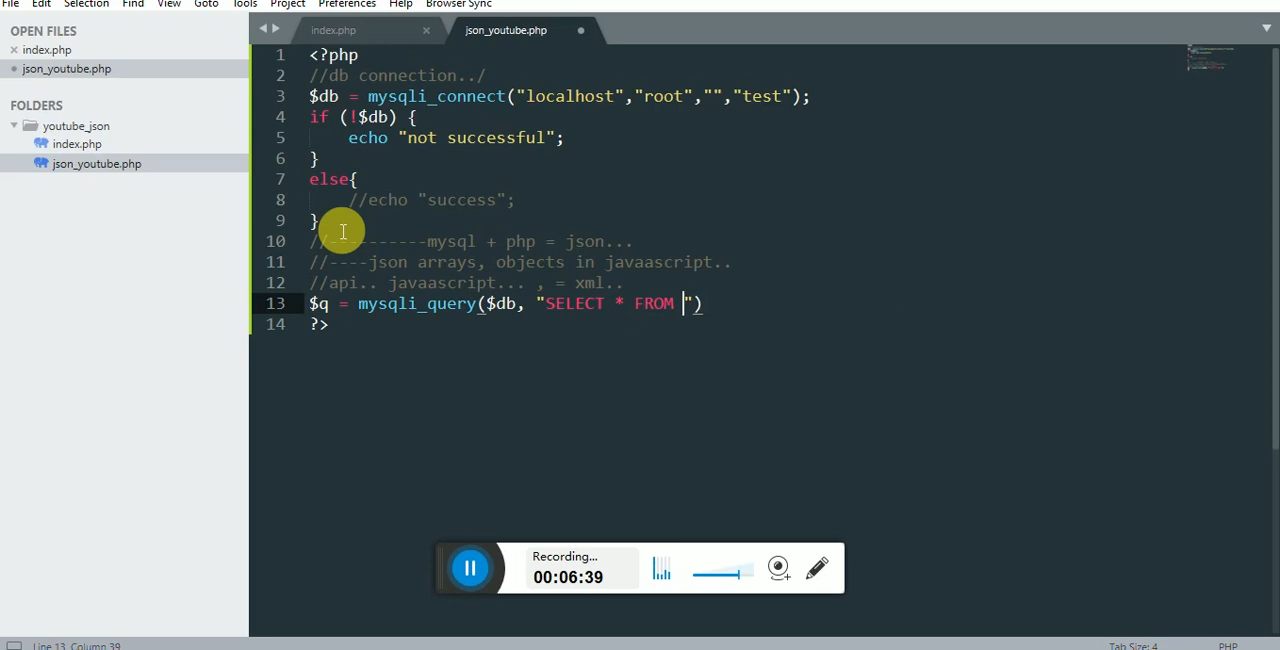 File Edit Selection Find View Goto Tools Project Preferences Help Browser Sync
OPEN FILES
index.php
json_youtube.php
FOLDERS
youtube_json
index.php
json_youtube.php
index.php json_youtube.php
1 <?php
2 //db connection../
3 $db = mysqli_connect("localhost","root","","test");
4 if (!$db) {
5 echo "not successful";
6 }
7 else{
8 //echo "success";
9 }
10 //----------mysql + php = json...
11 //----json arrays, objects in javaascript..
12 //api.. javaascript... , = xml..
13 $q = mysqli_query($db, "SELECT * FROM ")
14 ?>
Recording...
00:06:39
Line 13, Column 39 Tab Size: 4 PHP